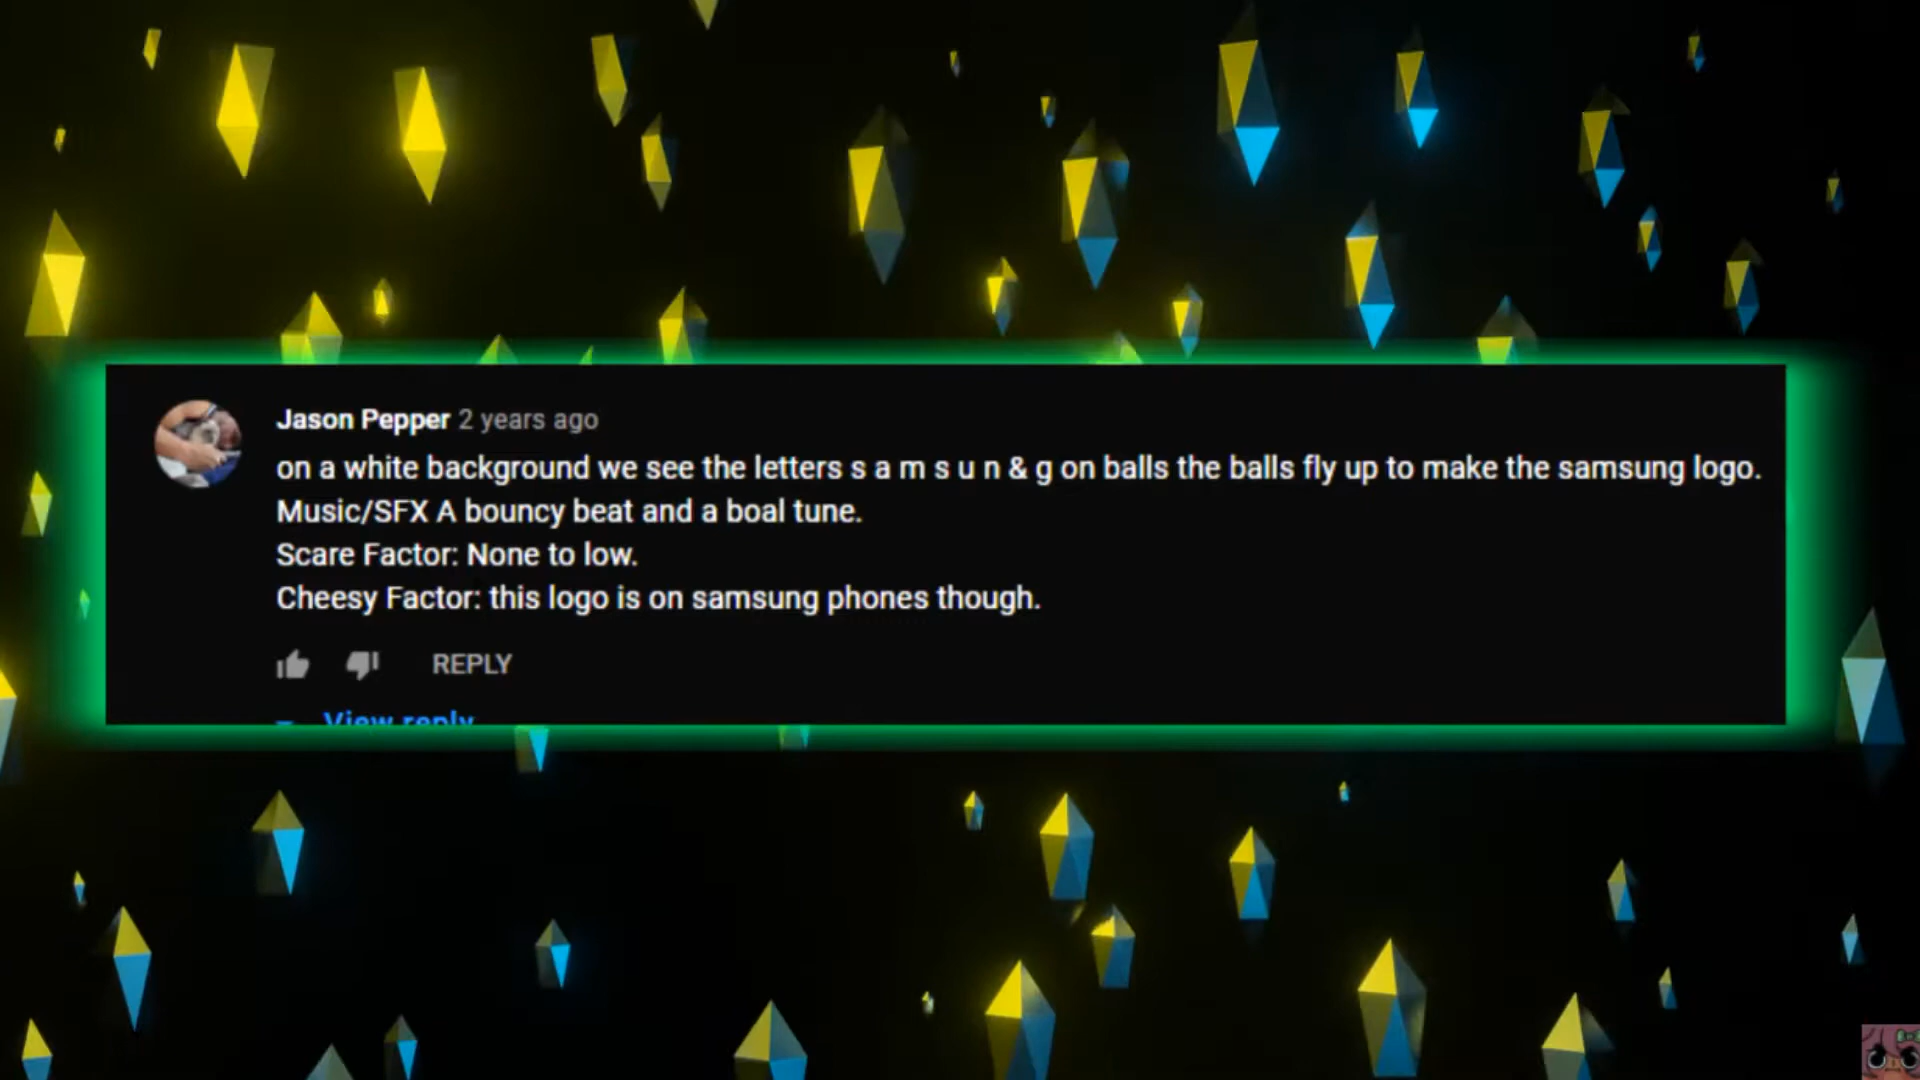 Jason Pepper 2 years ago
on a white background we see the letters s a m s u n & g on balls the balls fly up to make the samsung logo.
Music/SFX A bouncy beat and a boal tune.
Scare Factor: None to low.
Cheesy Factor: this logo is on samsung phones though.
REPLY
View reply